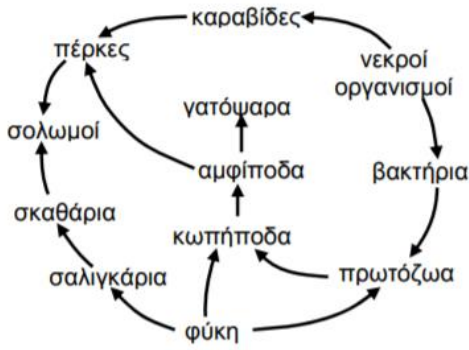 καραβίδες
πέρκες
νεκροί
οργανισμοί
γατόψαρα
σολωμοί
αμφίποδα
βακτήρια
σκαθάρια
κωπήποδα
σαλιγκάρια
πρωτόζωα
φύκη